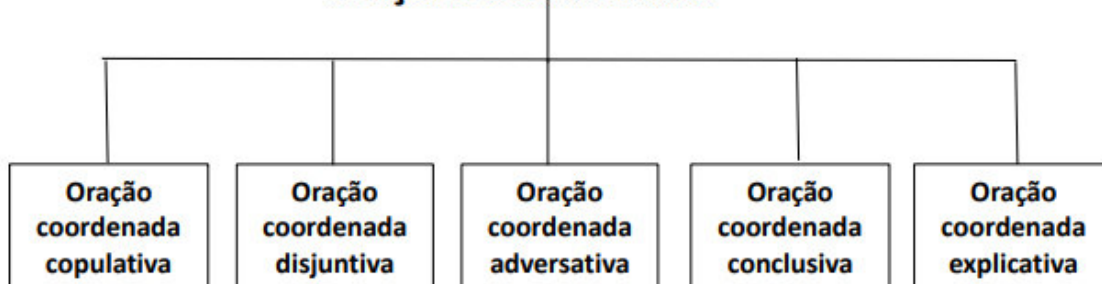 Oração
coordenada
copulativa
Oração
coordenada
disjuntiva
Oração
coordenada
adversativa
Oração
coordenada
conclusiva
Oração
coordenada
explicativa